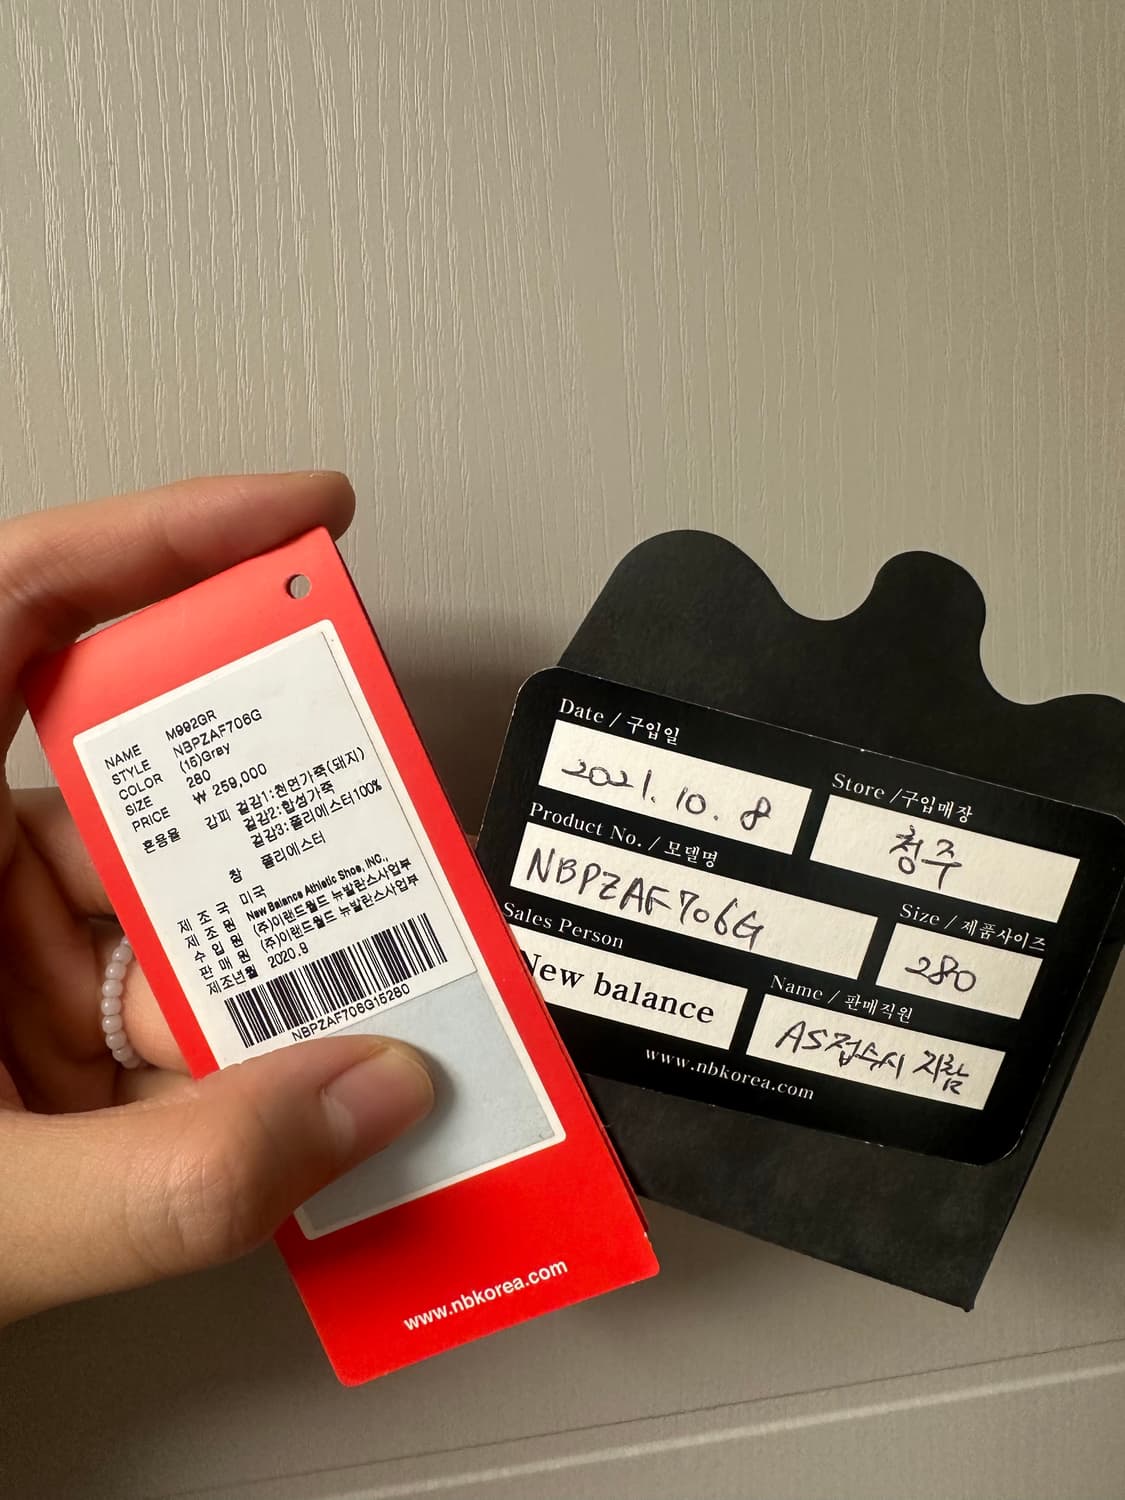 NAME M992GR
STYLE NBPZAF706G
COLOR (15)Grey
SIZE 280
PRICE ₩ 259,000
혼용율 갑피 겉감1:천연가죽(돼지)
겉감2:합성가죽
겉감3:폴리에스터100%
폴리에스터
창
제 조 국 미국
제 조 원 New Balance Athletic Shoe, INC.,
수 입 원 (주)이랜드월드 뉴발란스사업부
판 매 원 (주)이랜드월드 뉴발란스사업부
제조년월 2020.9
NBPZAF706G15280
www.nbkorea.com
Date / 구입일
2021. 10. 8
Store /구입매장
청주
Product No. / 모델명
NBPZAF706G
Size / 제품사이즈
280
Sales Person
New balance
Name / 판매직원
AS접수시 지참
www.nbkorea.com